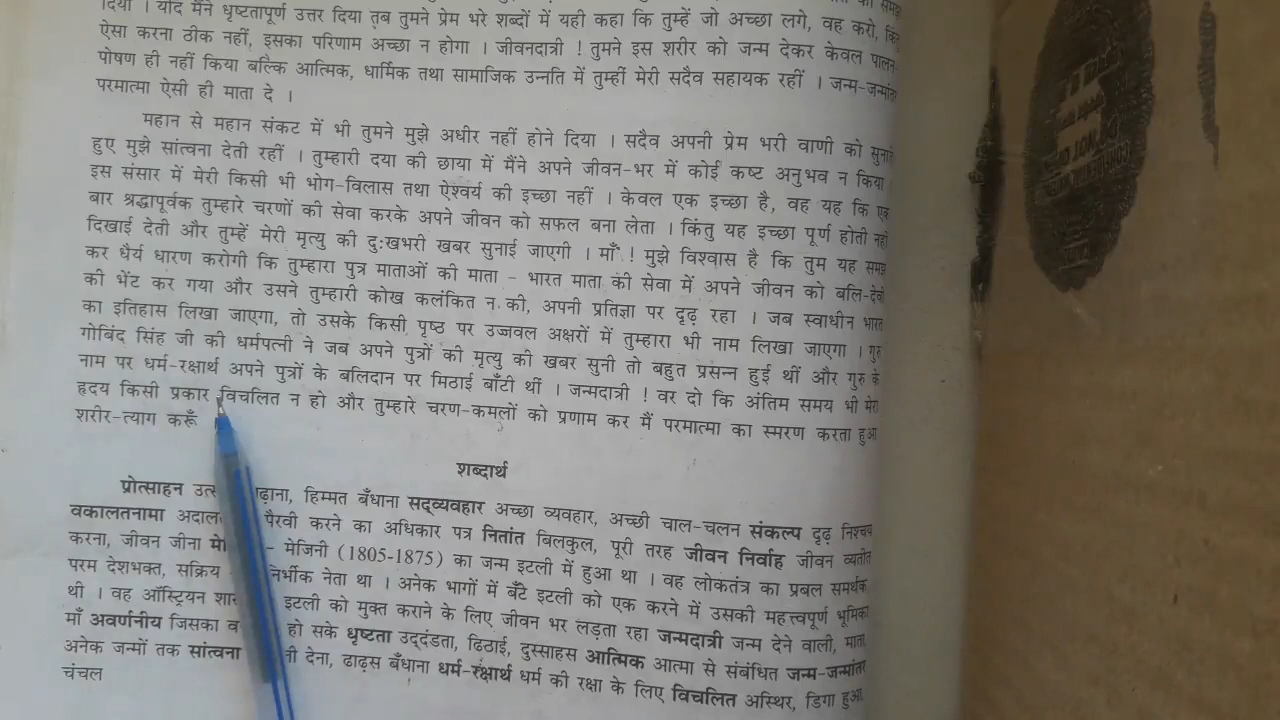 दिया । यदि मैंने धृष्टतापूर्ण उत्तर दिया तब तुमने प्रेम भरे शब्दों में यही कहा कि तुम्हें जो अच्छा लगे, वह करो,
ऐसा करना ठीक नहीं, इसका परिणाम अच्छा न होगा । जीवनदात्री ! तुमने इस शरीर को जन्म देकर केवल पालन-
पोषण ही नहीं किया बल्कि आत्मिक, धार्मिक तथा सामाजिक उन्नति में तुम्हीं मेरी सदैव सहायक रहीं । जन्म-जन्मांतर
परमात्मा ऐसी ही माता दे ।
महान से महान संकट में भी तुमने मुझे अधीर नहीं होने दिया । सदैव अपनी प्रेम भरी वाणी को सुनाते
हुए मुझे सांत्वना देती रहीं । तुम्हारी दया की छाया में मैंने अपने जीवन-भर में कोई कष्ट अनुभव न किया
इस संसार में मेरी किसी भी भोग-विलास तथा ऐश्वर्य की इच्छा नहीं । केवल एक इच्छा है, वह यह कि एक
बार श्रद्धापूर्वक तुम्हारे चरणों की सेवा करके अपने जीवन को सफल बना लेता । किंतु यह इच्छा पूर्ण होती नहीं
दिखाई देती और तुम्हें मेरी मृत्यु की दुःखभरी खबर सुनाई जाएगी । माँ ! मुझे विश्वास है कि तुम यह समझ
कर धैर्य धारण करोगी कि तुम्हारा पुत्र माताओं की माता - भारत माता की सेवा में अपने जीवन को बलि-देवी
की भेंट कर गया और उसने तुम्हारी कोख कलंकित न की, अपनी प्रतिज्ञा पर दृढ़ रहा । जब स्वाधीन भारत
का इतिहास लिखा जाएगा, तो उसके किसी पृष्ठ पर उज्जवल अक्षरों में तुम्हारा भी नाम लिखा जाएगा । गुरु
गोबिंद सिंह जी की धर्मपत्नी ने जब अपने पुत्रों की मृत्यु की खबर सुनी तो बहुत प्रसन्न हुई थीं और गुरु के
नाम पर धर्म-रक्षार्थ अपने पुत्रों के बलिदान पर मिठाई बाँटी थीं । जन्मदात्री ! वर दो कि अंतिम समय भी मेरा
हृदय किसी प्रकार विचलित न हो और तुम्हारे चरण-कमलों को प्रणाम कर मैं परमात्मा का स्मरण करता हुआ
शरीर-त्याग करूँ
शब्दार्थ
प्रोत्साहन बढ़ाना, हिम्मत बँधाना सद्व्यवहार अच्छा व्यवहार, अच्छी चाल-चलन संकल्प दृढ़ निश्चय
वकालतनामा पैरवी करने का अधिकार पत्र नितांत बिलकुल, पूरी तरह जीवन निर्वाह जीवन व्यतीत
करना, जीवन जीना - मेजिनी (1805-1875) का जन्म इटली में हुआ था । वह लोकतंत्र का प्रबल समर्थक
परम देशभक्त, सक्रिय निर्भीक नेता था । अनेक भागों में बँटे इटली को एक करने में उसकी महत्त्वपूर्ण भूमिका
थी । वह ऑस्ट्रियन इटली को मुक्त कराने के लिए जीवन भर लड़ता रहा जन्मदात्री जन्म देने वाली, माता,
माँ अवर्णनीय जिसका हो सके धृष्टता उद्दंडता, ढिठाई, दुस्साहस आत्मिक आत्मा से संबंधित जन्म-जन्मांतर
अनेक जन्मों तक सांत्वना देना, ढाढ़स बँधाना धर्म-रक्षार्थ धर्म की रक्षा के लिए विचलित अस्थिर, डिगा हुआ,
चंचल